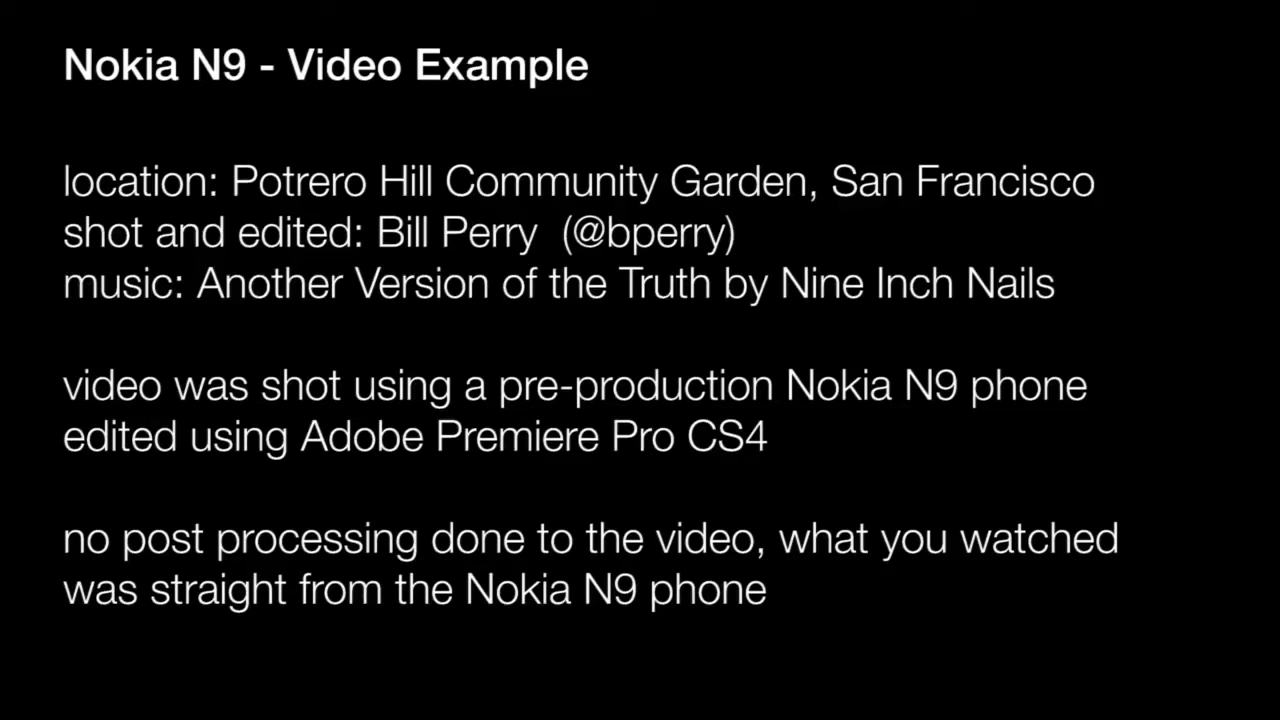 Nokia N9 - Video Example
location: Potrero Hill Community Garden, San Francisco
shot and edited: Bill Perry (@bperry)
music: Another Version of the Truth by Nine Inch Nails
video was shot using a pre-production Nokia N9 phone
edited using Adobe Premiere Pro CS4
no post processing done to the video, what you watched
was straight from the Nokia N9 phone